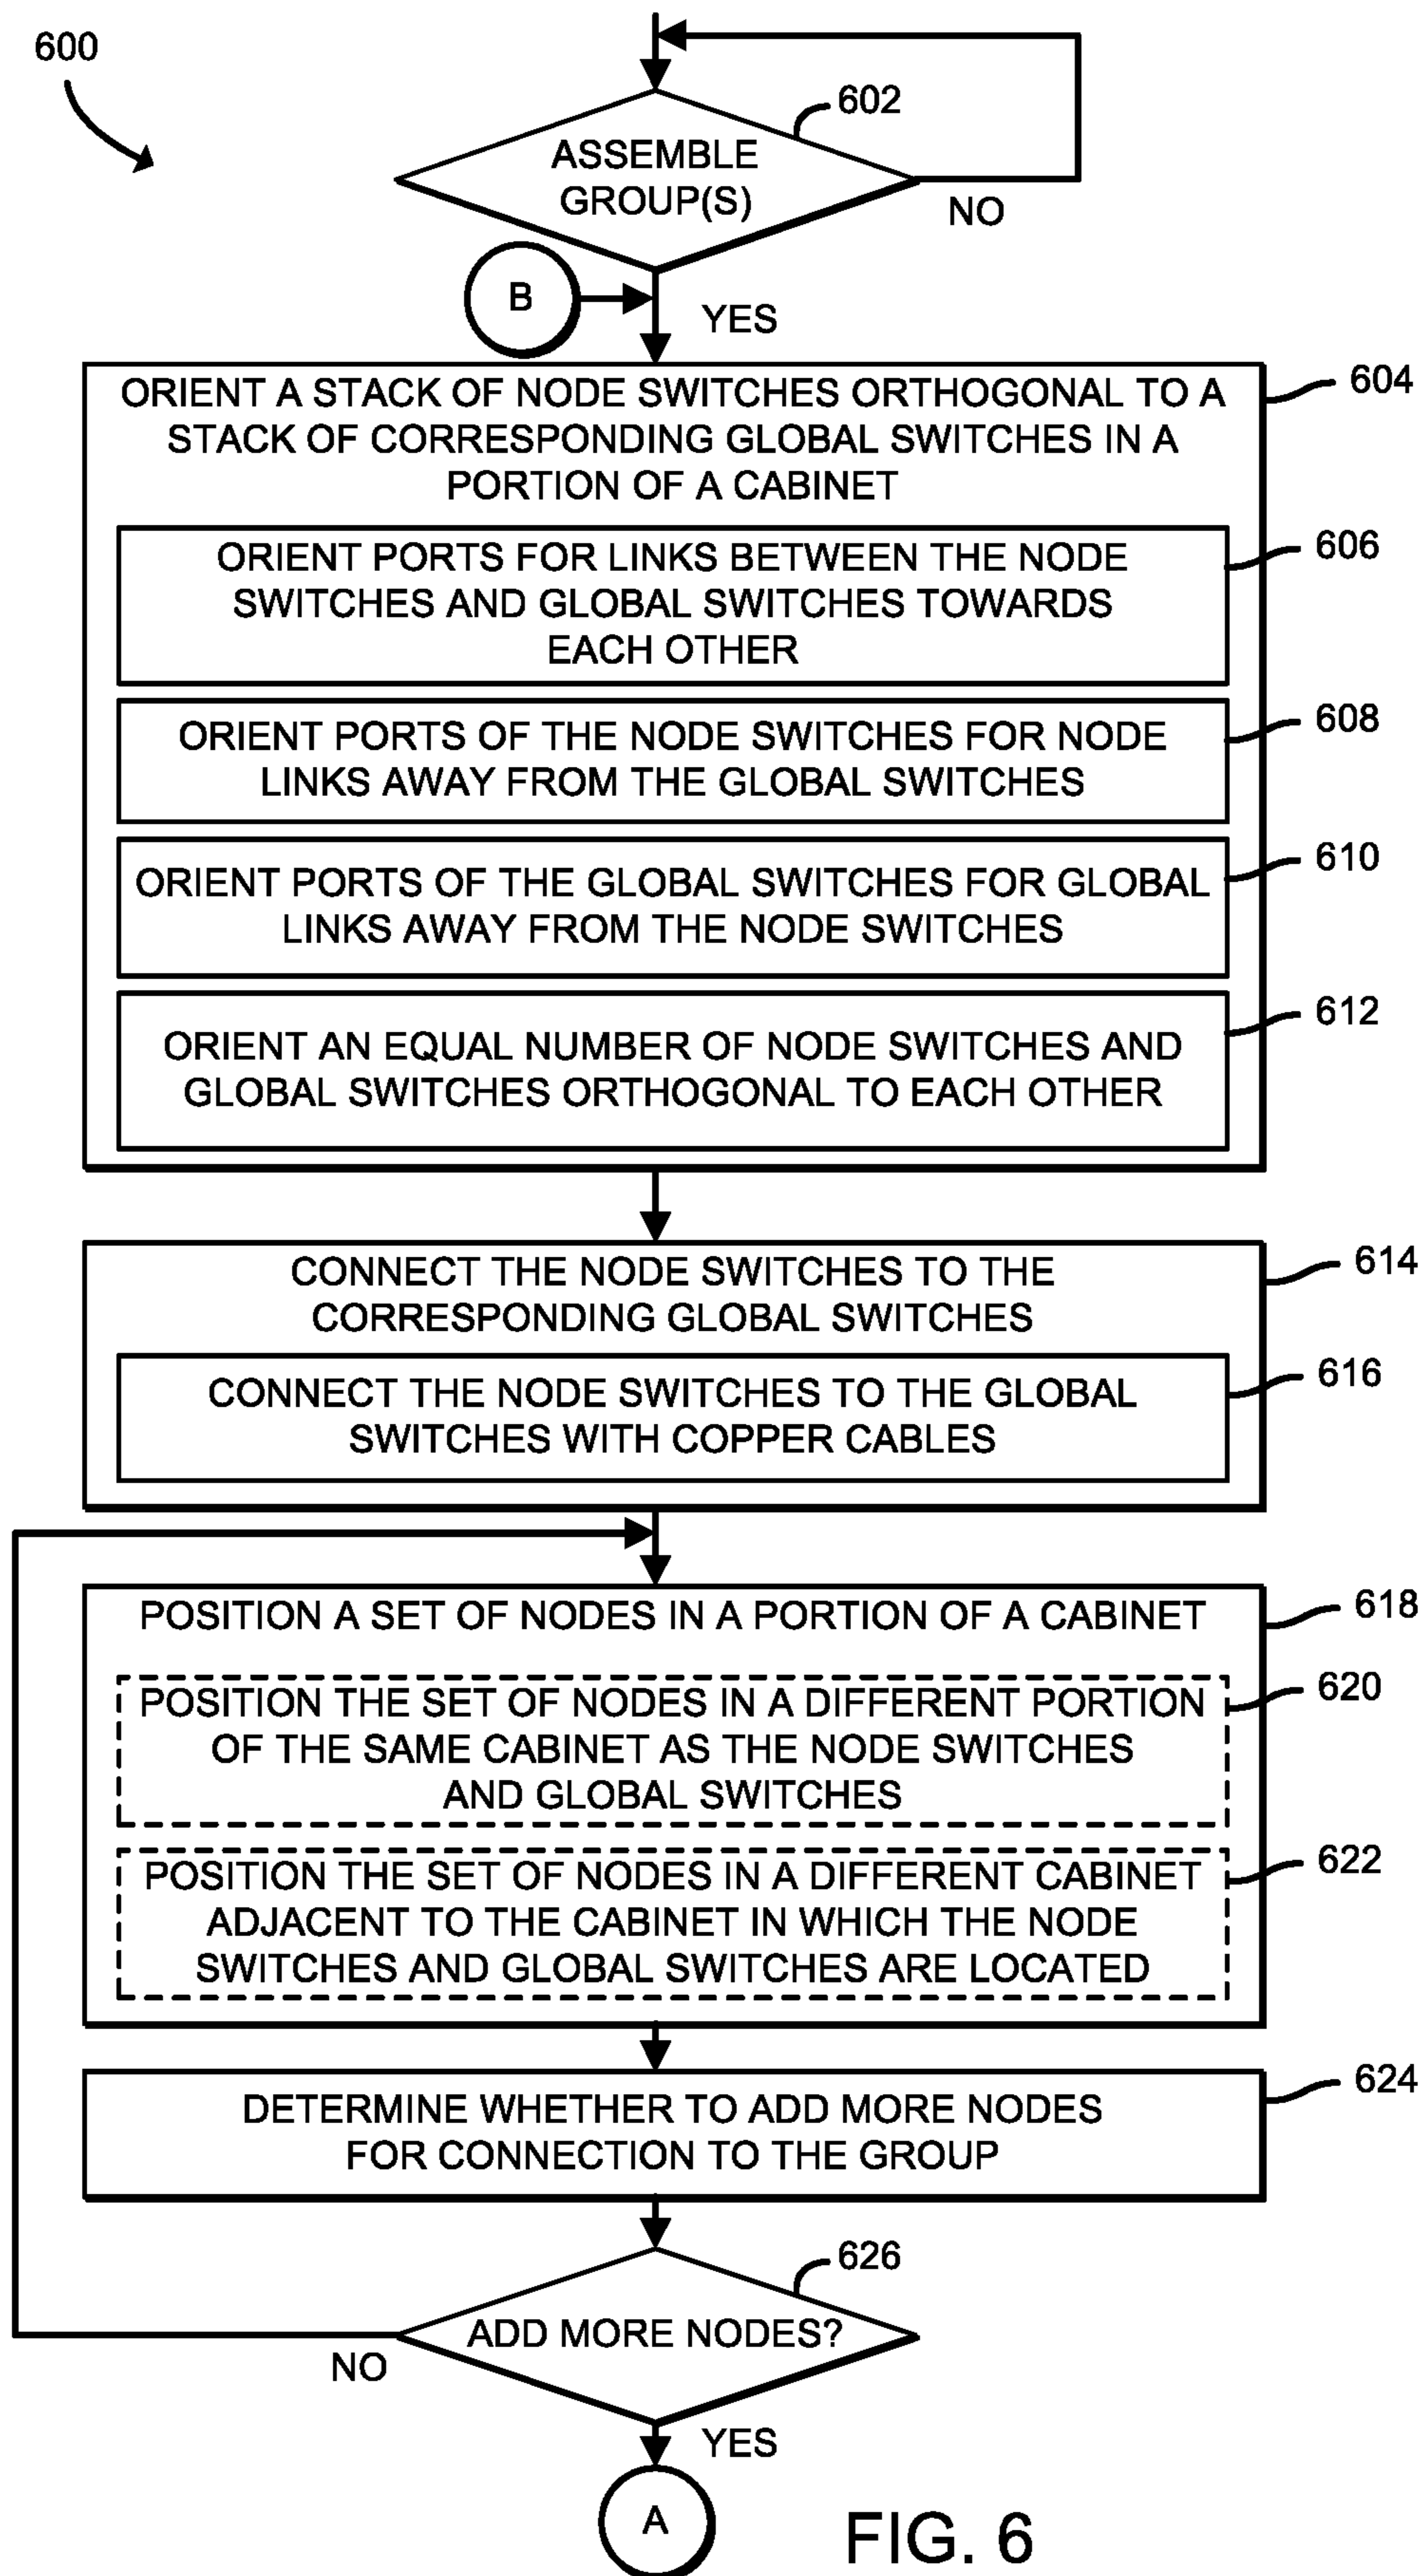 600
602
ASSEMBLE
GROUP(S)
NO
B
YES
604
ORIENT A STACK OF NODE SWITCHES ORTHOGONAL TO A
STACK OF CORRESPONDING GLOBAL SWITCHES IN A
PORTION OF A CABINET
606
ORIENT PORTS FOR LINKS BETWEEN THE NODE
SWITCHES AND GLOBAL SWITCHES TOWARDS
EACH OTHER
608
ORIENT PORTS OF THE NODE SWITCHES FOR NODE
LINKS AWAY FROM THE GLOBAL SWITCHES
610
ORIENT PORTS OF THE GLOBAL SWITCHES FOR GLOBAL
LINKS AWAY FROM THE NODE SWITCHES
612
ORIENT AN EQUAL NUMBER OF NODE SWITCHES AND
GLOBAL SWITCHES ORTHOGONAL TO EACH OTHER
614
CONNECT THE NODE SWITCHES TO THE
CORRESPONDING GLOBAL SWITCHES
616
CONNECT THE NODE SWITCHES TO THE GLOBAL
SWITCHES WITH COPPER CABLES
618
POSITION A SET OF NODES IN A PORTION OF A CABINET
620
POSITION THE SET OF NODES IN A DIFFERENT PORTION
OF THE SAME CABINET AS THE NODE SWITCHES
AND GLOBAL SWITCHES
622
POSITION THE SET OF NODES IN A DIFFERENT CABINET
ADJACENT TO THE CABINET IN WHICH THE NODE
SWITCHES AND GLOBAL SWITCHES ARE LOCATED
624
DETERMINE WHETHER TO ADD MORE NODES
FOR CONNECTION TO THE GROUP
626
ADD MORE NODES?
NO
YES
A
FIG. 6